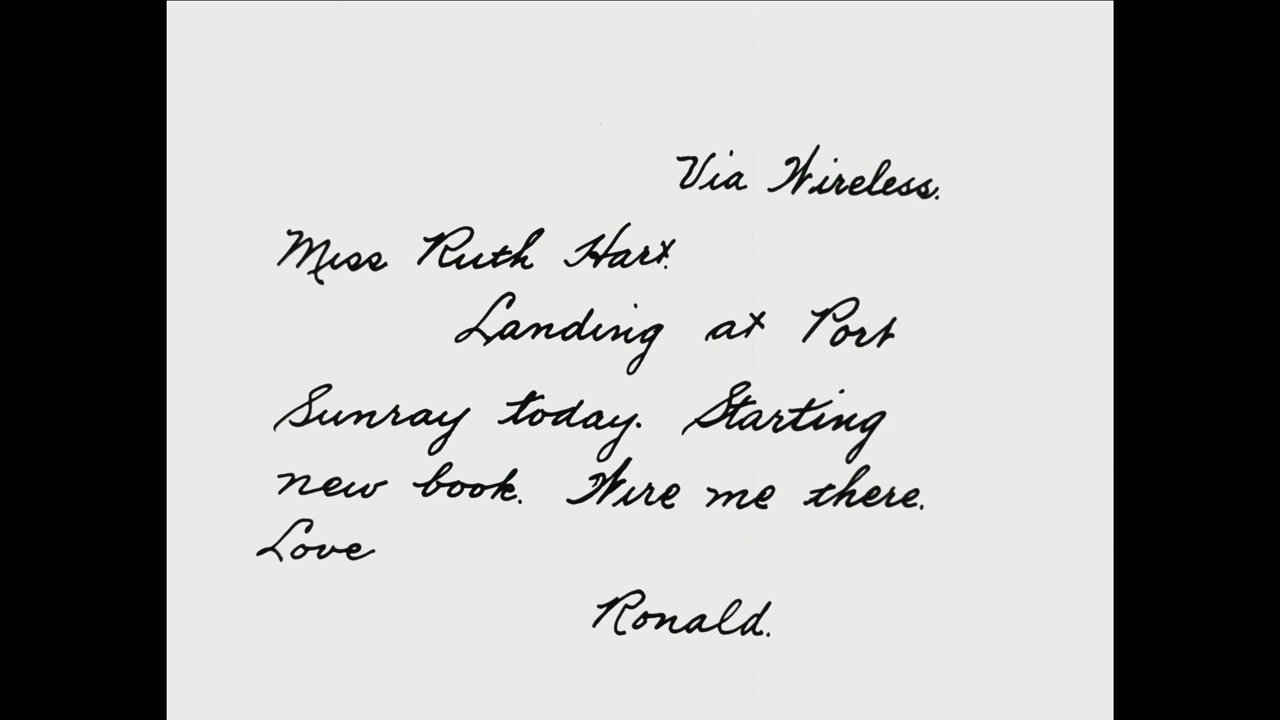 Via Wireless.
Miss Ruth Hart.
Landing at Port
Sunray today. Starting
new book. Wire me there.
Love
Ronald.